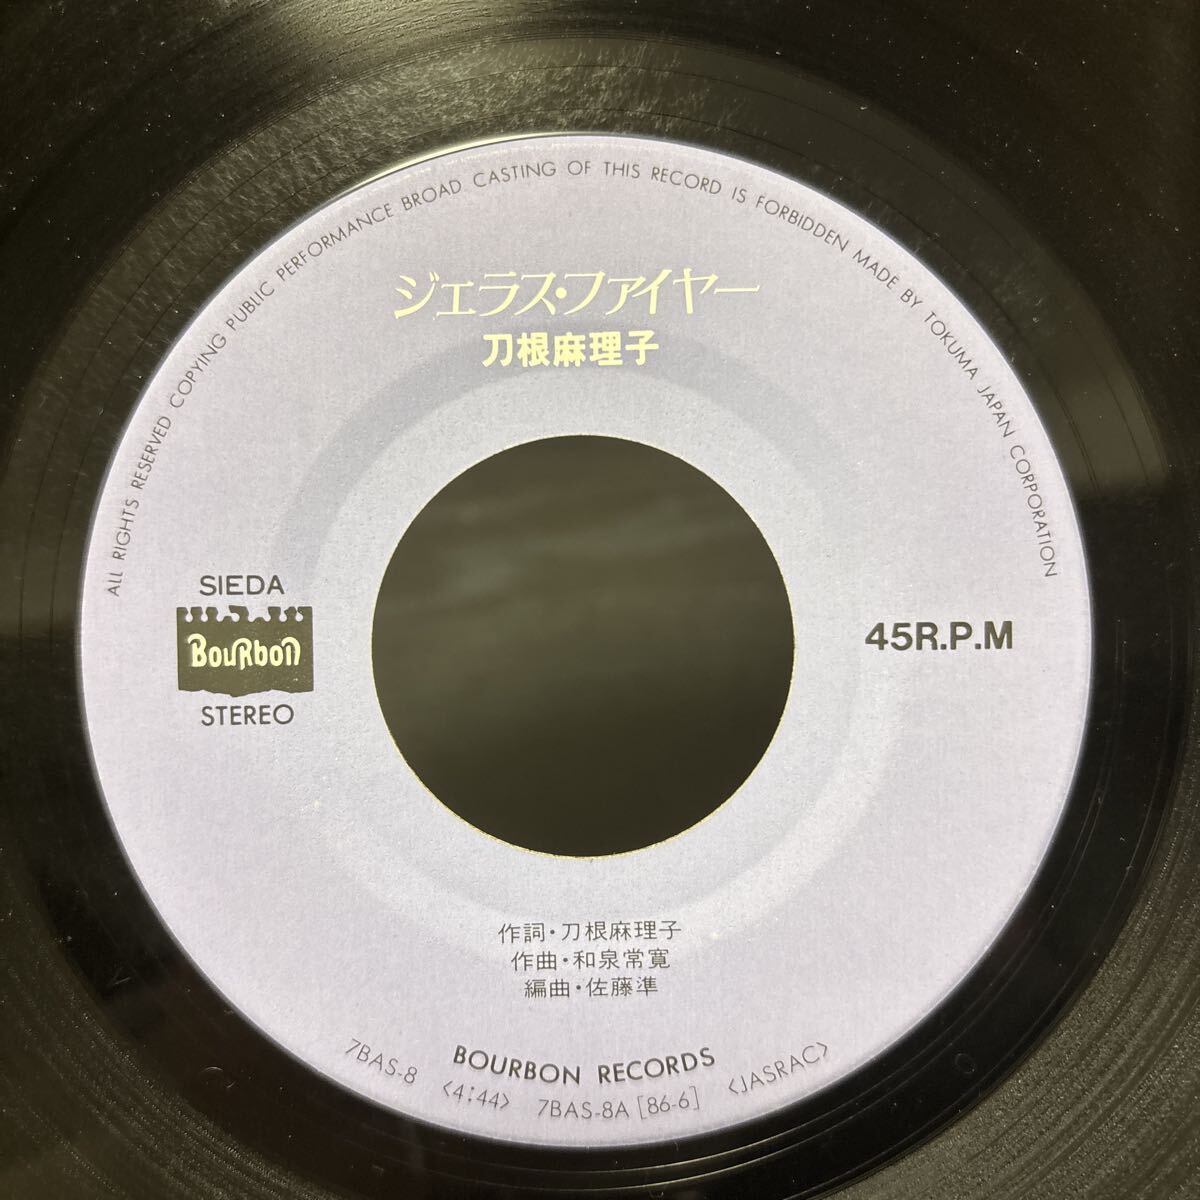 ALL RIGHTS RESERVED COPYING PUBLIC PERFORMANCE BROAD CASTING OF THIS RECORD IS FORBIDDEN MADE BY TOKUMA JAPAN CORPORATION
ジェラス・ファイヤー
刀根麻理子
SIEDA
BOURBON
STEREO
45R.P.M
作詞・刀根麻理子
作曲・和泉常寛
編曲・佐藤準
BOURBON RECORDS
7BAS-8 〈4:44〉 7BAS-8A [86-6] 〈JASRAC〉